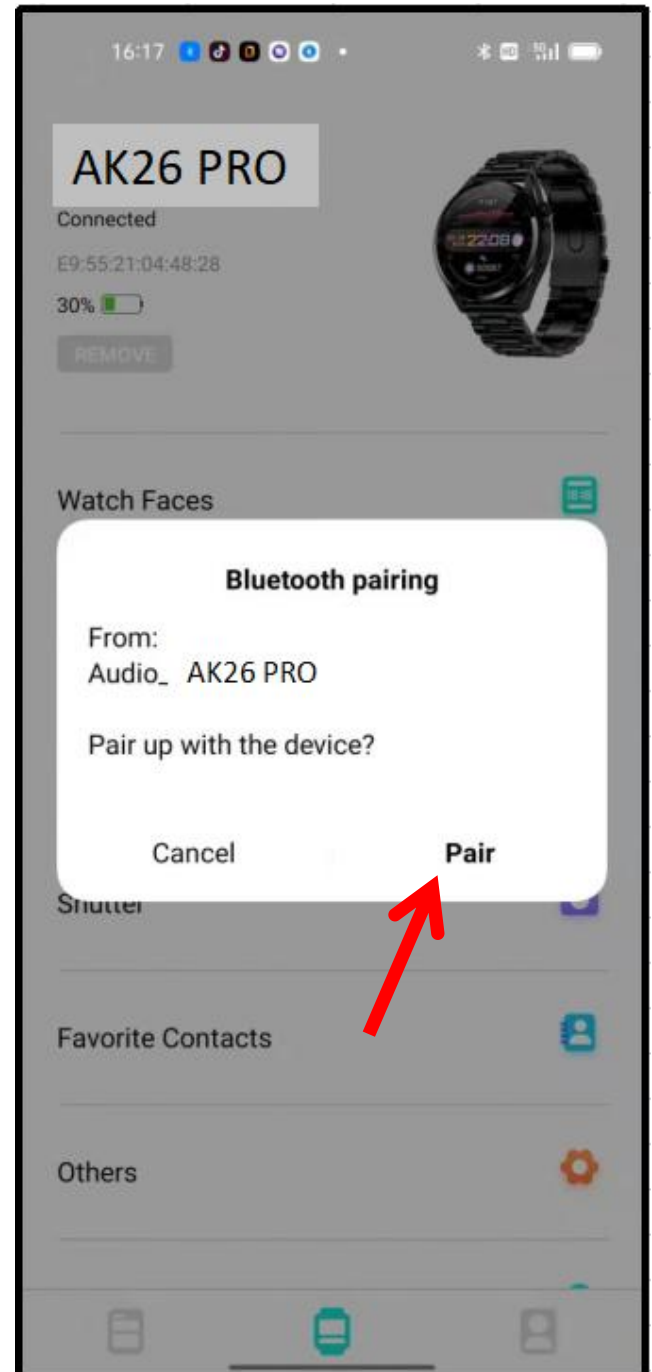 16:17
AK26 PRO
Connected
E9:55:21:04:48:28
30%
REMOVE
Watch Faces
Bluetooth pairing
From:
Audio_ AK26 PRO
Pair up with the device?
Cancel Pair
Shutter
Favorite Contacts
Others